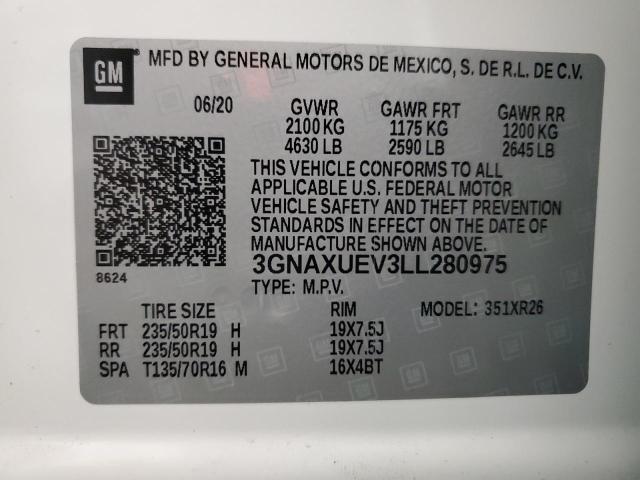 GM MFD BY GENERAL MOTORS DE MEXICO, S. DE R.L. DE C.V.
06/20 GVWR GAWR FRT GAWR RR
2100 KG 1175 KG 1200 KG
4630 LB 2590 LB 2645 LB
THIS VEHICLE CONFORMS TO ALL
APPLICABLE U.S. FEDERAL MOTOR
VEHICLE SAFETY AND THEFT PREVENTION
STANDARDS IN EFFECT ON THE DATE OF
MANUFACTURE SHOWN ABOVE.
8624 3GNAXUEV3LL280975
TYPE: M.P.V.
TIRE SIZE RIM MODEL: 351XR26
FRT 235/50R19 H 19X7.5J
RR 235/50R19 H 19X7.5J
SPA T135/70R16 M 16X4BT